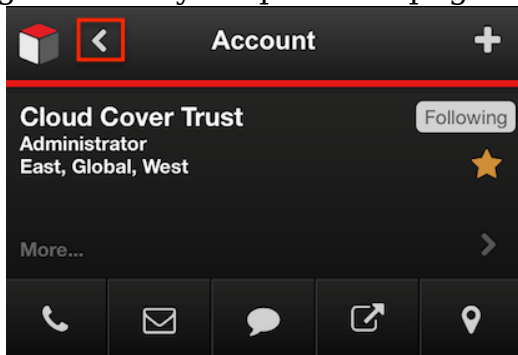 Account
Cloud Cover Trust
Following
Administrator
East, Global, West
More...